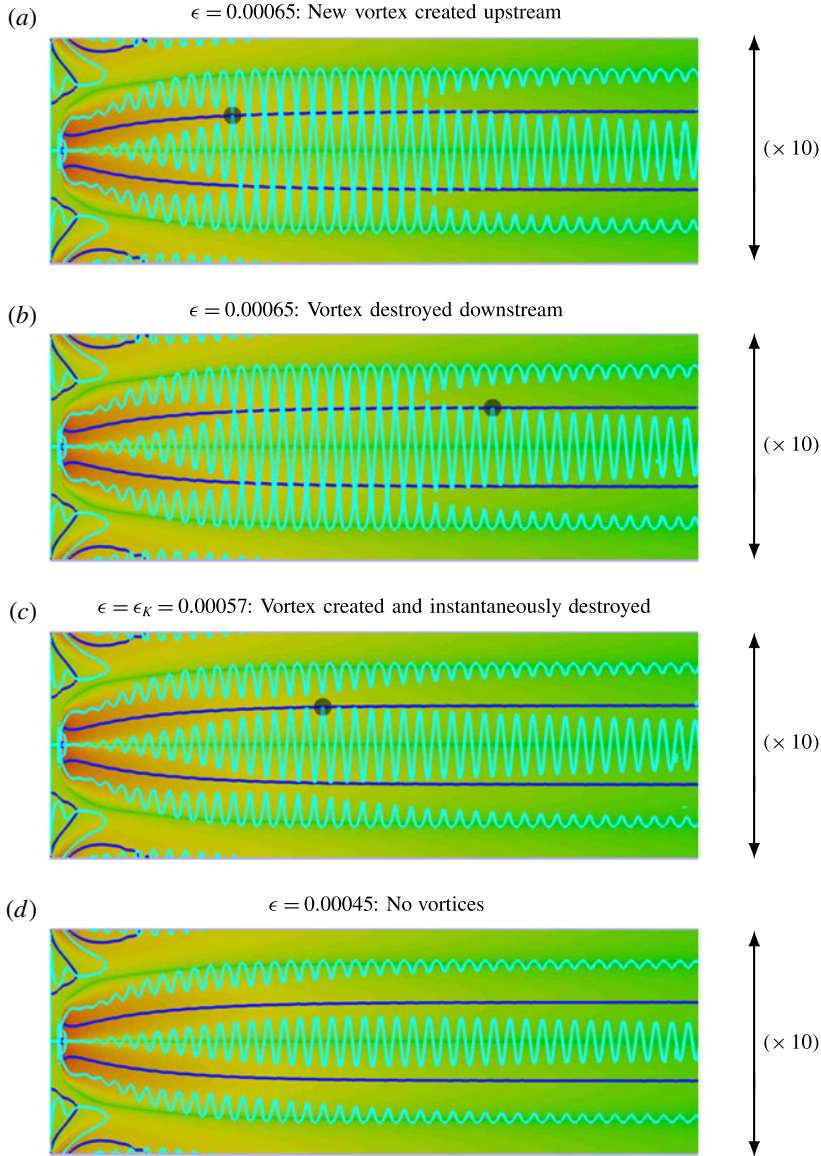 (a)
ϵ = 0.00065: New vortex created upstream
(× 10)
(b)
ϵ = 0.00065: Vortex destroyed downstream
(× 10)
(c)
ϵ = ϵ_K = 0.00057: Vortex created and instantaneously destroyed
(× 10)
(d)
ϵ = 0.00045: No vortices
(× 10)